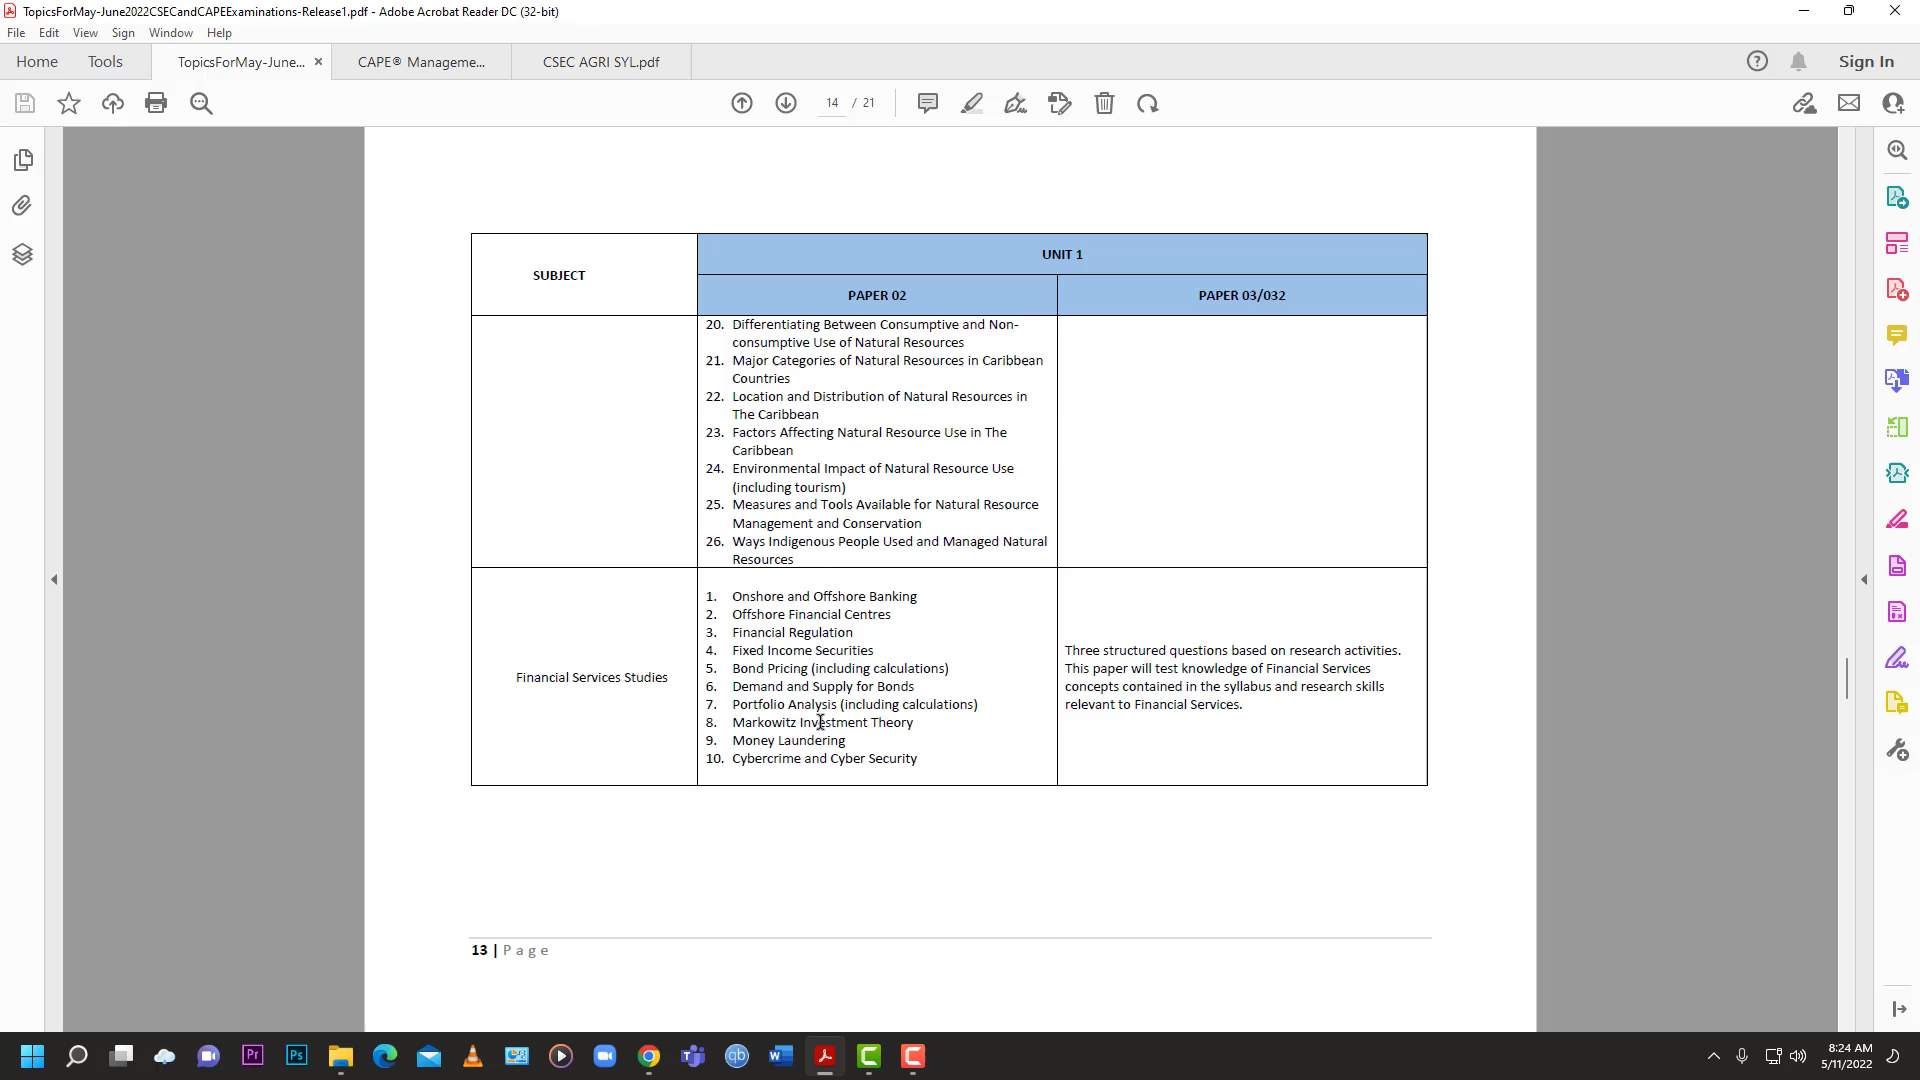 TopicsForMay-June2022CSECandCAPEExaminations-Release1.pdf - Adobe Acrobat Reader DC (32-bit)
File Edit View Sign Window Help
Home Tools TopicsForMay-June... × CAPE® Manageme... CSEC AGRI SYL.pdf Sign In
14 / 21
SUBJECT
UNIT 1
PAPER 02
PAPER 03/032
20. Differentiating Between Consumptive and Non-
consumptive Use of Natural Resources
21. Major Categories of Natural Resources in Caribbean
Countries
22. Location and Distribution of Natural Resources in
The Caribbean
23. Factors Affecting Natural Resource Use in The
Caribbean
24. Environmental Impact of Natural Resource Use
(including tourism)
25. Measures and Tools Available for Natural Resource
Management and Conservation
26. Ways Indigenous People Used and Managed Natural
Resources
Financial Services Studies
1. Onshore and Offshore Banking
2. Offshore Financial Centres
3. Financial Regulation
4. Fixed Income Securities
5. Bond Pricing (including calculations)
6. Demand and Supply for Bonds
7. Portfolio Analysis (including calculations)
8. Markowitz Investment Theory
9. Money Laundering
10. Cybercrime and Cyber Security
Three structured questions based on research activities.
This paper will test knowledge of Financial Services
concepts contained in the syllabus and research skills
relevant to Financial Services.
13 | Page
Pr
Ps
qb
8:24 AM
5/11/2022